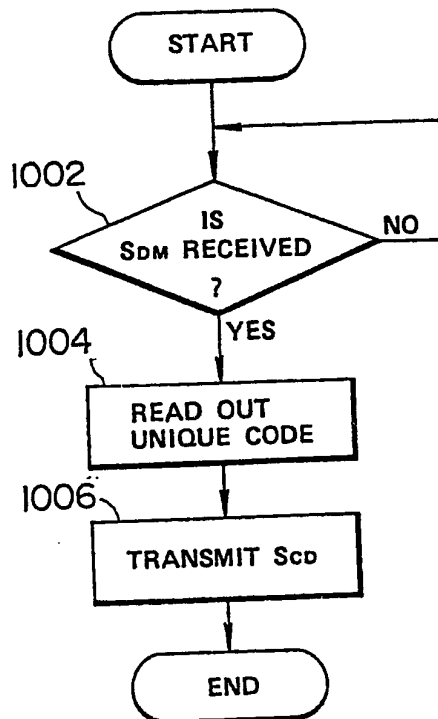 START
1002
IS
SDM RECEIVED
?
NO
YES
1004
READ OUT
UNIQUE CODE
1006
TRANSMIT SCD
END